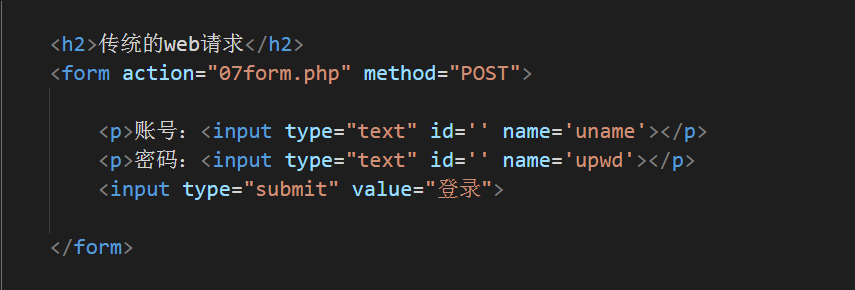 <h2>传统的web请求</h2>
<form action="07form.php" method="POST">
<p>账号：<input type="text" id='' name='uname'></p>
<p>密码：<input type="text" id='' name='upwd'></p>
<input type="submit" value="登录">
</form>